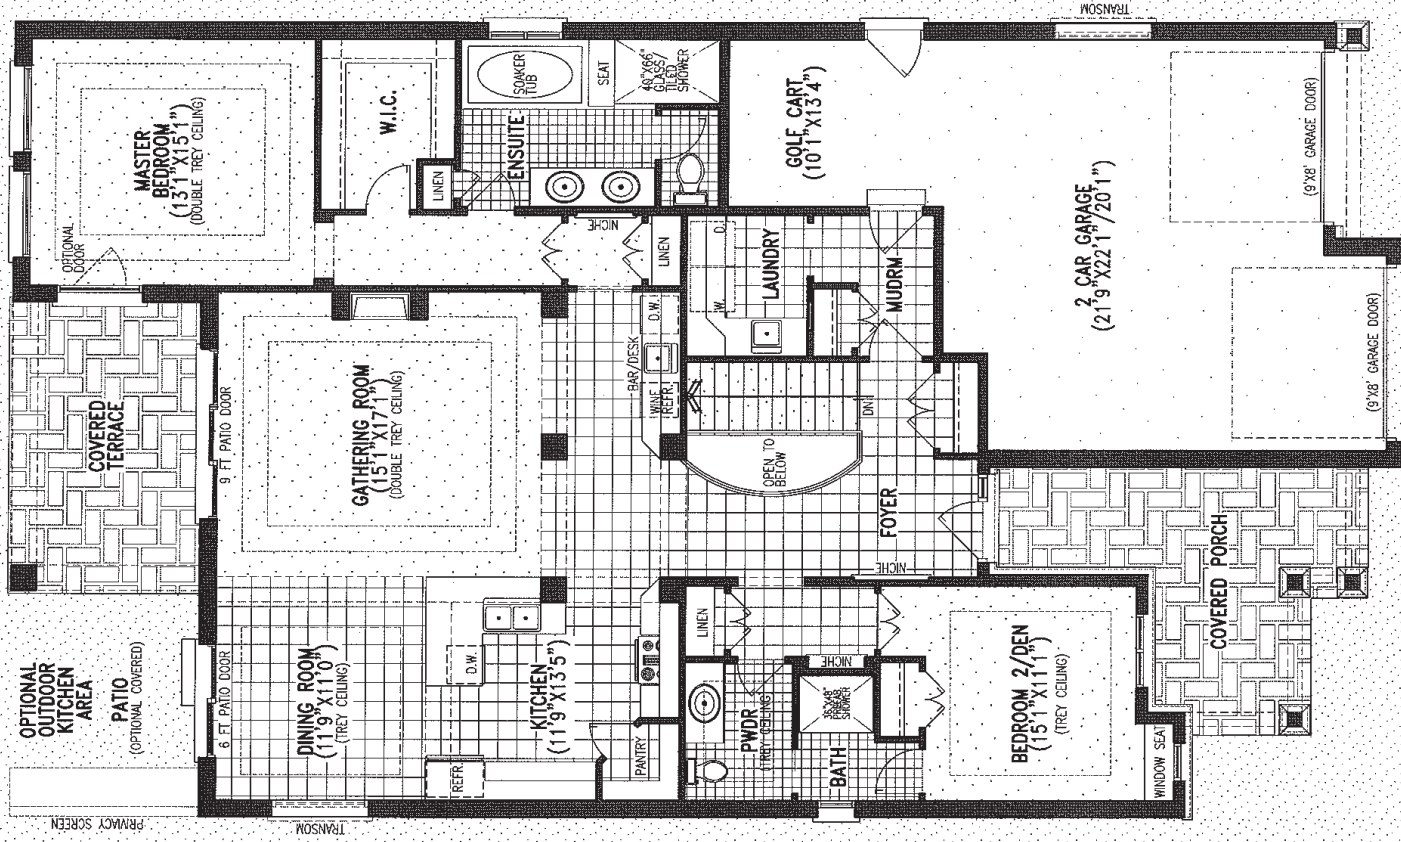 TRANSOM
MASTER
BEDROOM
(13'1"X15'1")
(DOUBLE TREY CEILING)
OPTIONAL
DOOR
W.I.C.
LINEN
ENSUITE
SOAKER
TUB
SEAT
40"X66"
GLASS/
TILED
SHOWER
NICHE
LINEN
GOLF CART
(10'1"X13'4")
2 CAR GARAGE
(21'9"X22'1"/20'1")
(9'X8' GARAGE DOOR)
(9'X8' GARAGE DOOR)
LAUNDRY
W.
D.
MUDRM
COVERED
TERRACE
9 FT PATIO DOOR
GATHERING ROOM
(15'1"X17'1")
(DOUBLE TREY CEILING)
BAR/DESK
D.W.
WINE
REFR.
DN
OPEN TO
BELOW
FOYER
NICHE
COVERED PORCH
OPTIONAL
OUTDOOR
KITCHEN
AREA
PATIO
(OPTIONAL COVERED)
PRIVACY SCREEN
6 FT PATIO DOOR
DINING ROOM
(11'9"X11'0")
(TREY CEILING)
TRANSOM
D.W.
REFR.
KITCHEN
(11'9"X13'5")
PANTRY
LINEN
NICHE
PWDR
(TREY CEILING)
36"X48"
PREFAB
SHOWER
BATH
BEDROOM 2/DEN
(15'1"X11'1")
(TREY CEILING)
WINDOW SEAT